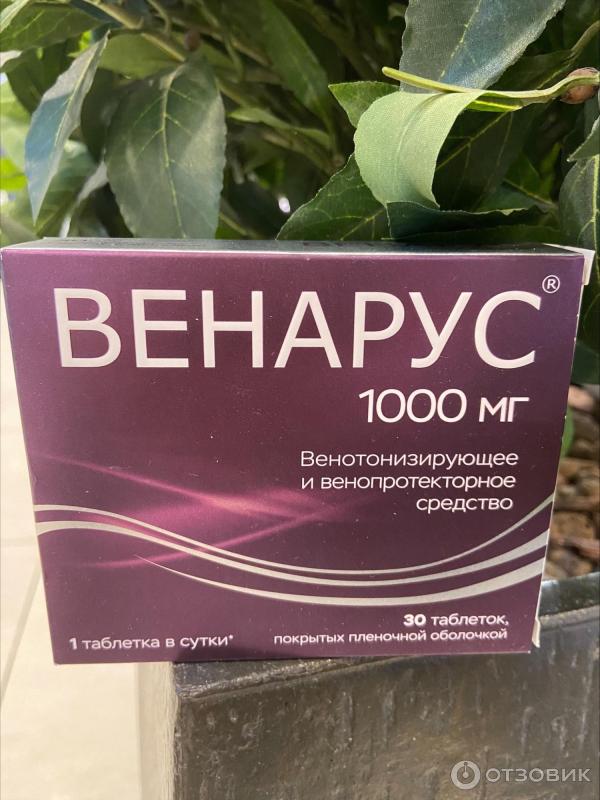 ВЕНАРУС®
1000 мг
Венотонизирующее
и венопротекторное
средство
30 таблеток,
покрытых пленочной оболочкой
1 таблетка в сутки*
ОТЗОВИК